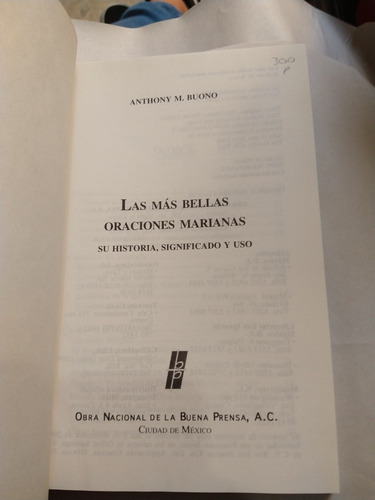 300
ANTHONY M. BUONO
LAS MÁS BELLAS
ORACIONES MARIANAS
SU HISTORIA, SIGNIFICADO Y USO
OBRA NACIONAL DE LA BUENA PRENSA, A.C.
CIUDAD DE MÉXICO